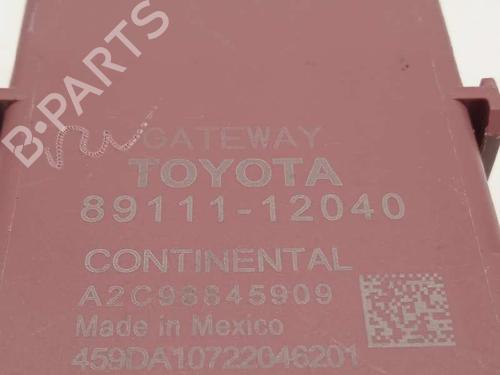 B-PARTS
GATEWAY
TOYOTA
89111-12040
CONTINENTAL
A2C98845909
Made in Mexico
459DA10722046201